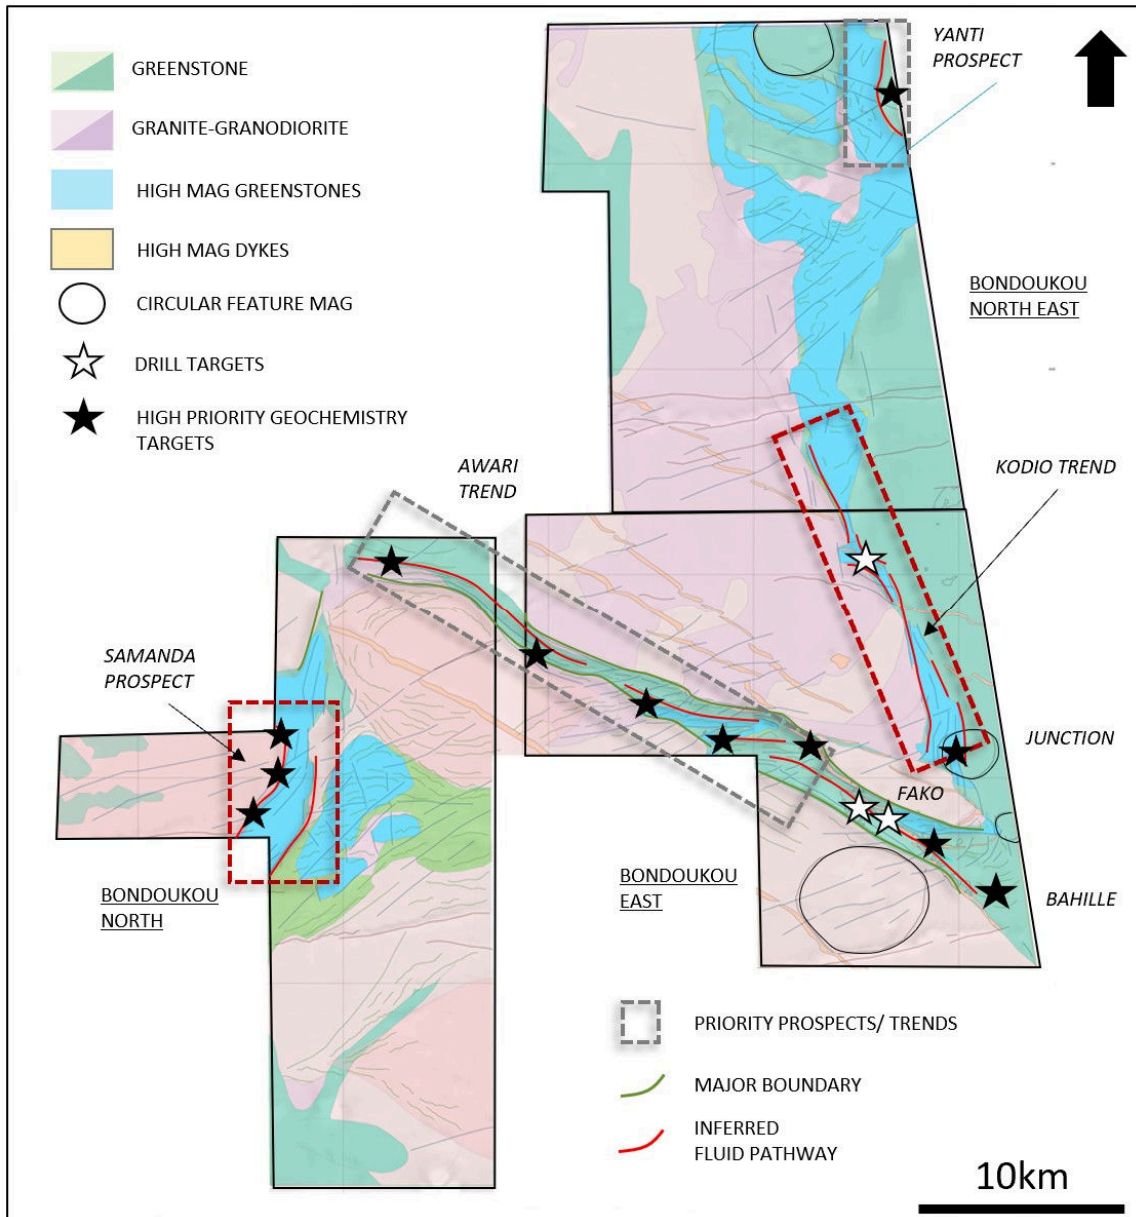 GREENSTONE
GRANITE-GRANODIORITE
HIGH MAG GREENSTONES
HIGH MAG DYKES
CIRCULAR FEATURE MAG
DRILL TARGETS
HIGH PRIORITY GEOCHEMISTRY
TARGETS
YANTI
PROSPECT
BONDOUKOU
NORTH EAST
AWARI
TREND
KODIO TREND
SAMANDA
PROSPECT
JUNCTION
FAKO
BONDOUKOU
NORTH
BONDOUKOU
EAST
BAHILLE
PRIORITY PROSPECTS/ TRENDS
MAJOR BOUNDARY
INFERRED
FLUID PATHWAY
10km